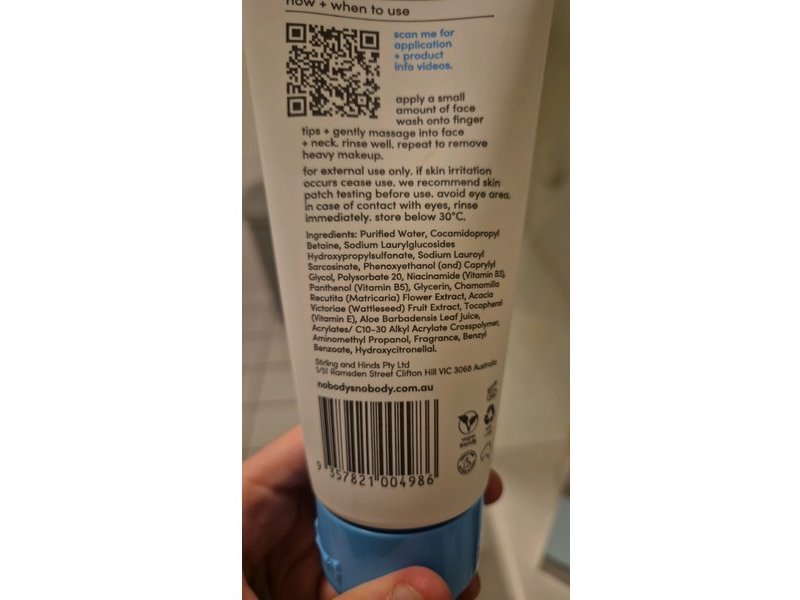 how + when to use
scan me for
application
+ product
info videos.
apply a small
amount of face
wash onto finger
tips + gently massage into face
+ neck. rinse well. repeat to remove
heavy makeup.
for external use only. if skin irritation
occurs cease use. we recommend skin
patch testing before use. avoid eye area.
in case of contact with eyes, rinse
immediately. store below 30°C.
Ingredients: Purified Water, Cocamidopropyl
Betaine, Sodium Laurylglucosides
Hydroxypropylsulfonate, Sodium Lauroyl
Sarcosinate, Phenoxyethanol (and) Caprylyl
Glycol, Polysorbate 20, Niacinamide (Vitamin B3),
Panthenol (Vitamin B5), Glycerin, Chamomilla
Recutita (Matricaria) Flower Extract, Acacia
Victoriae (Wattleseed) Fruit Extract, Tocopherol
(Vitamin E), Aloe Barbadensis Leaf Juice,
Acrylates/ C10-30 Alkyl Acrylate Crosspolymer,
Aminomethyl Propanol, Fragrance, Benzyl
Benzoate, Hydroxycitronellal.
Stirling and Hinds Pty Ltd
1/51 Ramsden Street Clifton Hill VIC 3068 Australia
nobodysnobody.com.au
9 357821 004986